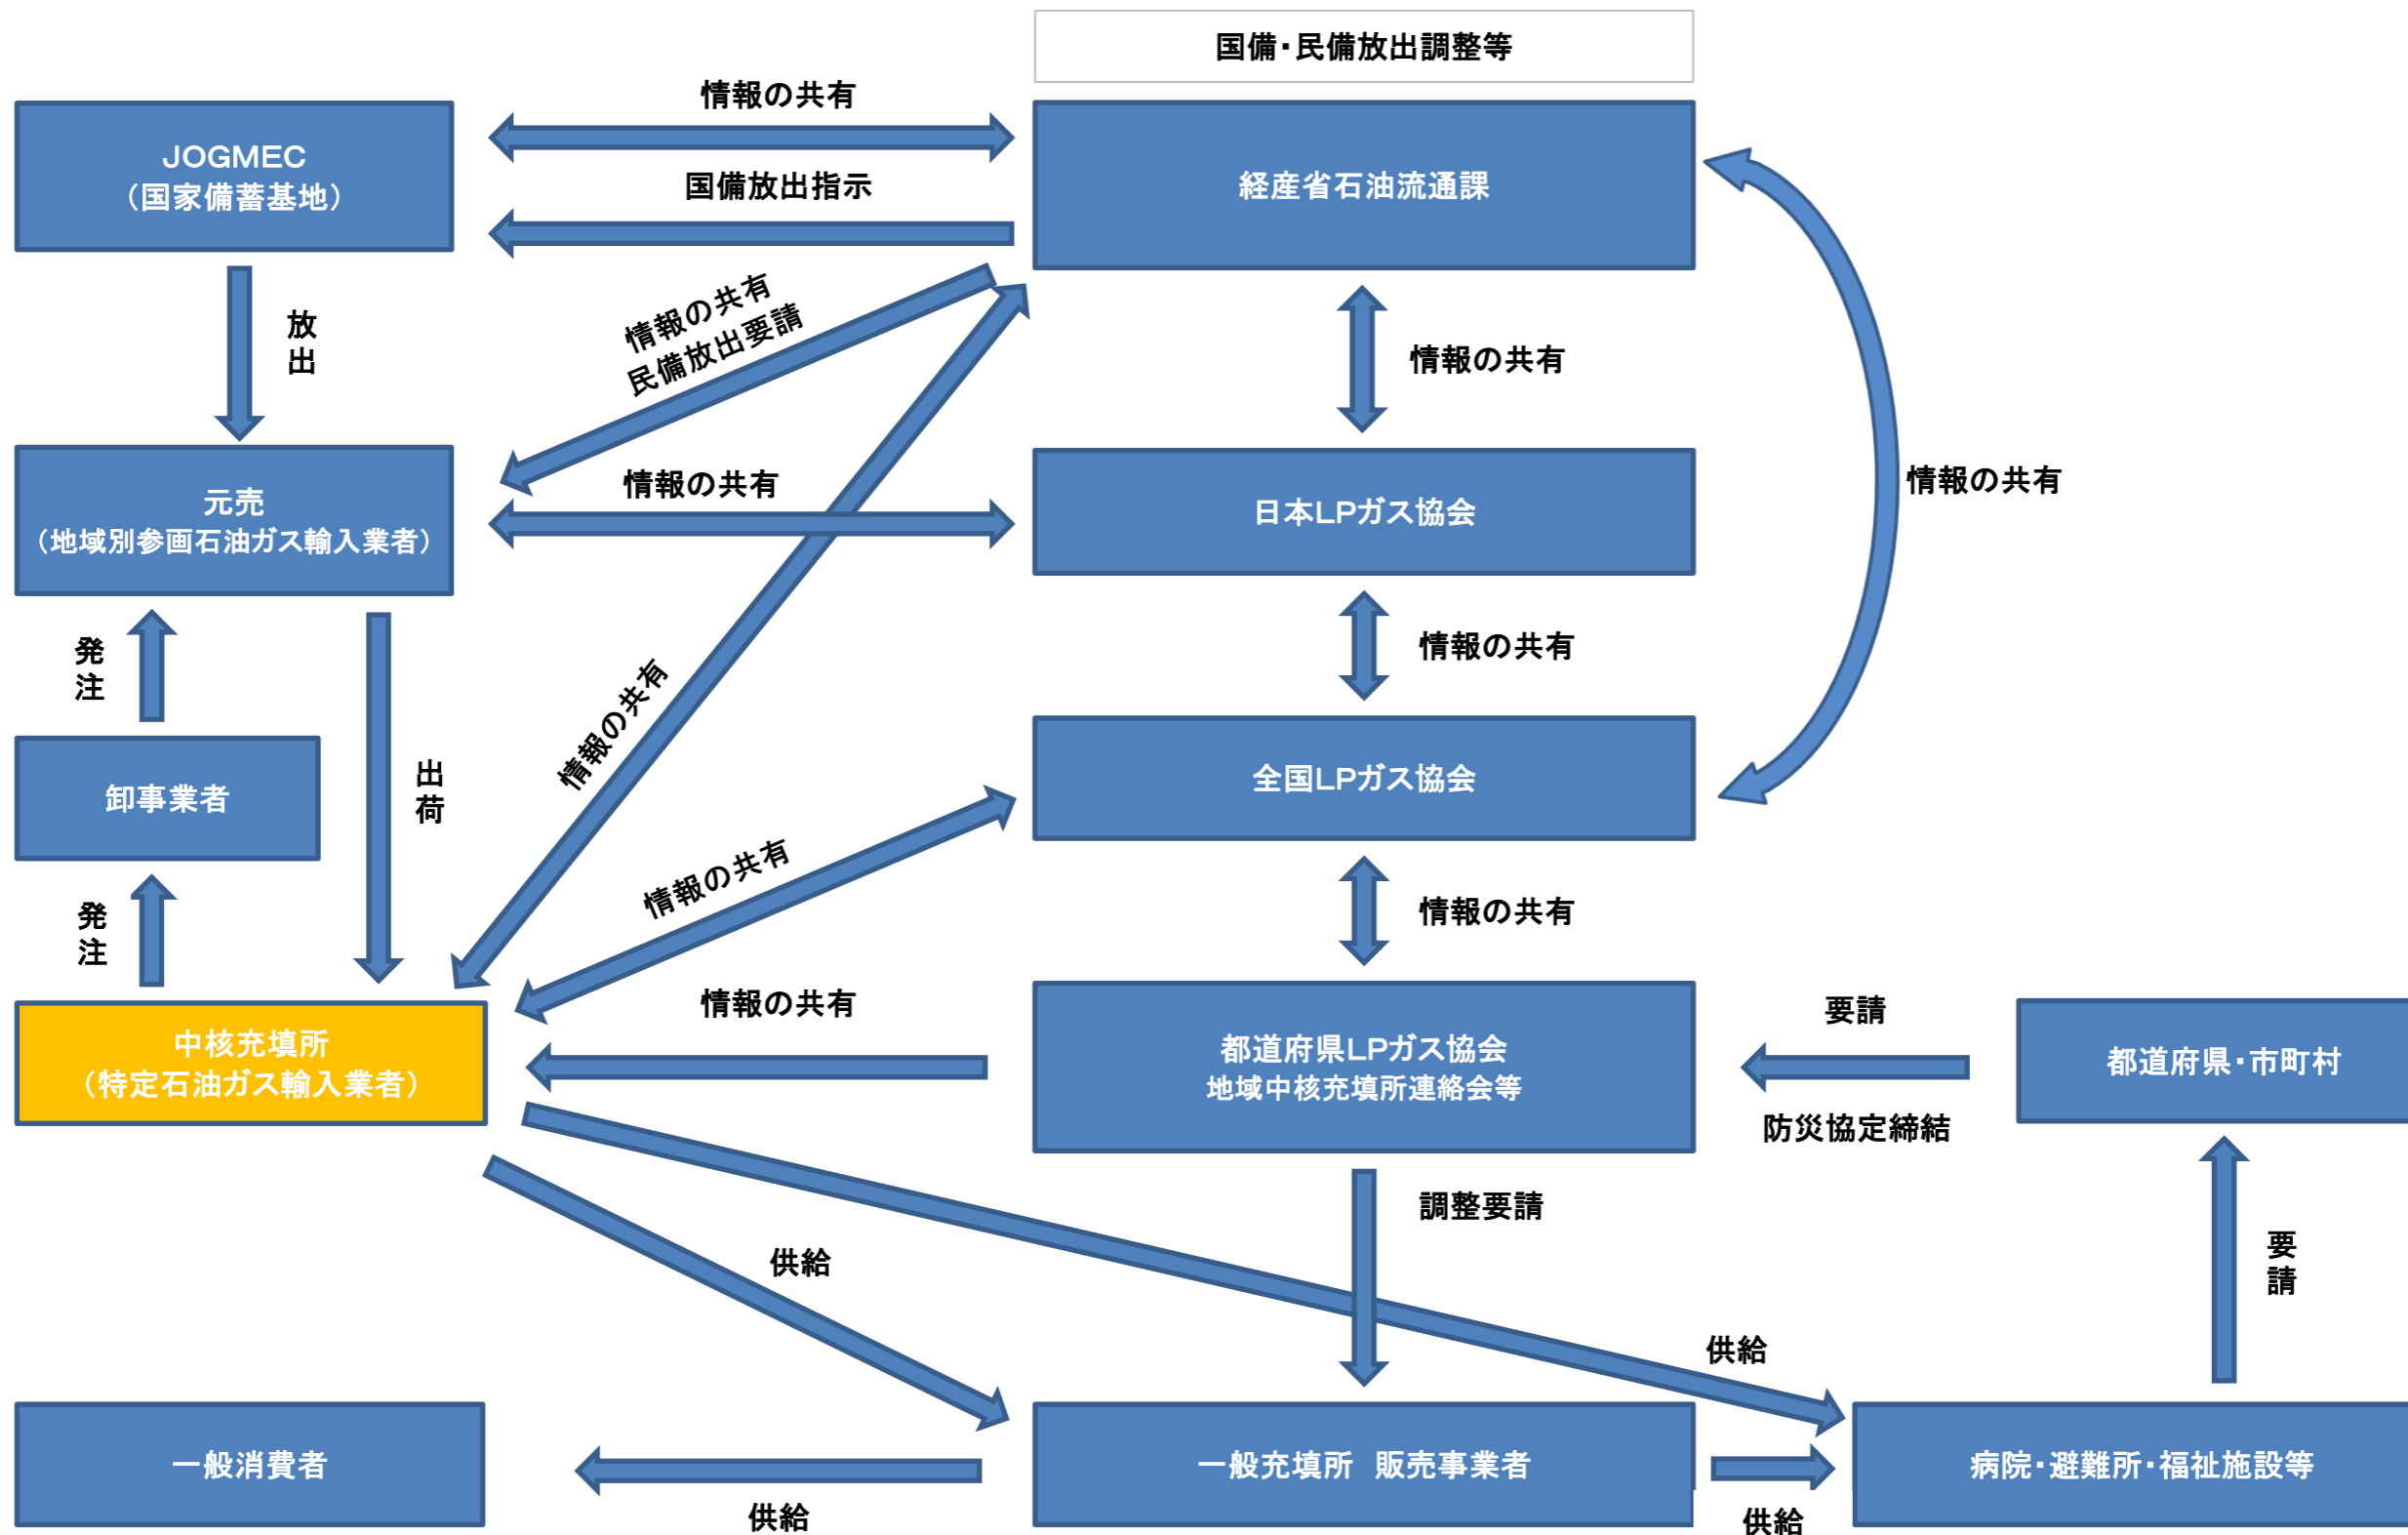 国備・民備放出調整等
情報の共有
JOGMEC
（国家備蓄基地）
経産省石油流通課
国備放出指示
放出
情報の共有
民備放出要請
情報の共有
情報の共有
情報の共有
元売
（地域別参画石油ガス輸入業者）
日本LPガス協会
発注
情報の共有
情報の共有
卸事業者
出荷
全国LPガス協会
情報の共有
発注
情報の共有
情報の共有
中核充填所
（特定石油ガス輸入業者）
都道府県LPガス協会
地域中核充填所連絡会等
要請
都道府県・市町村
防災協定締結
調整要請
供給
要請
供給
一般消費者
一般充填所　販売事業者
病院・避難所・福祉施設等
供給
供給